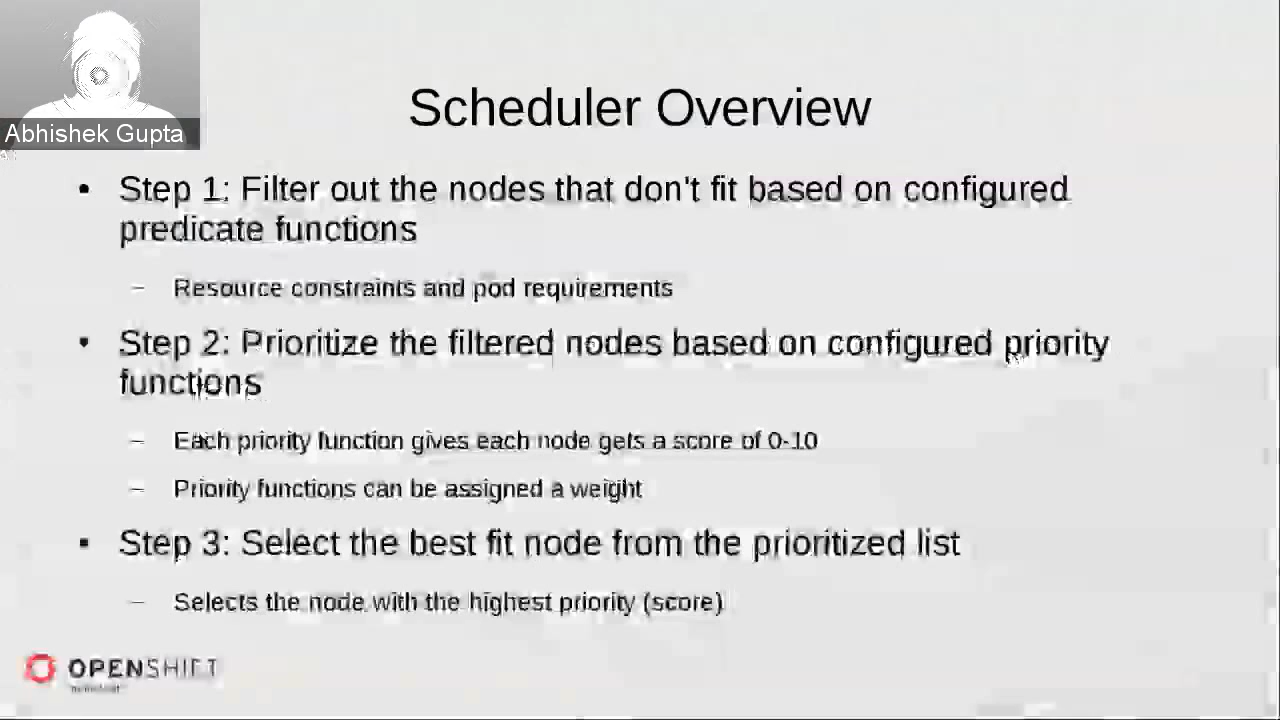 Abhishek Gupta
Scheduler Overview
• Step 1: Filter out the nodes that don't fit based on configured
predicate functions
– Resource constraints and pod requirements
• Step 2: Prioritize the filtered nodes based on configured priority
functions
– Each priority function gives each node gets a score of 0-10
– Priority functions can be assigned a weight
• Step 3: Select the best fit node from the prioritized list
– Selects the node with the highest priority (score)
OPENSHIFT